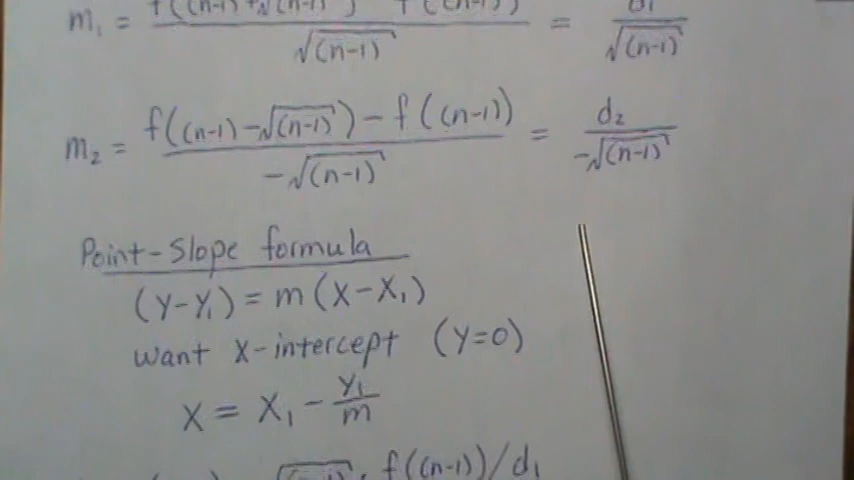 m₁ = f((n-1)+√(n-1)) - f((n-1)) / √(n-1) = d₁ / √(n-1)
m₂ = f((n-1)-√(n-1)) - f((n-1)) / -√(n-1) = d₂ / -√(n-1)
Point-Slope formula
(Y-Y₁) = m(X-X₁)
want X-intercept (Y=0)
X = X₁ - Y₁/m
√(n-1) · f((n-1))/d₁